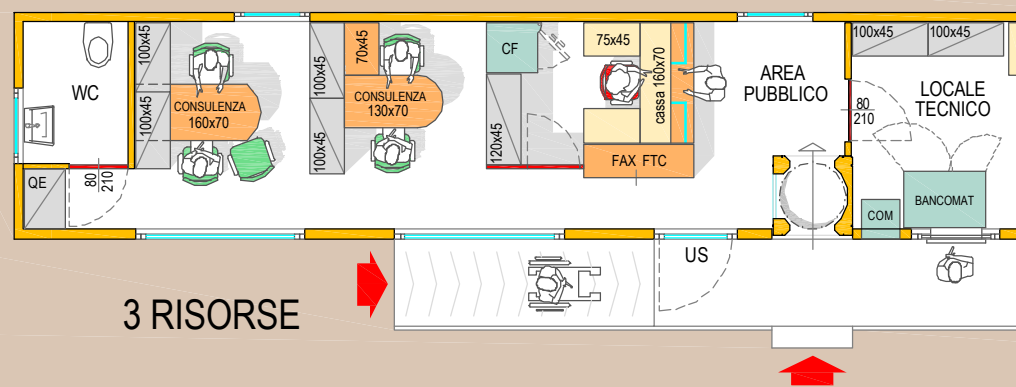 WC
100x45
100x45
CONSULENZA
160x70
QE
80
210
100x45
100x45
70x45
CONSULENZA
130x70
CF
120x45
75x45
cassa 160x70
FAX FTC
AREA
PUBBLICO
80
210
100x45
100x45
LOCALE
TECNICO
COM
BANCOMAT
US
3 RISORSE